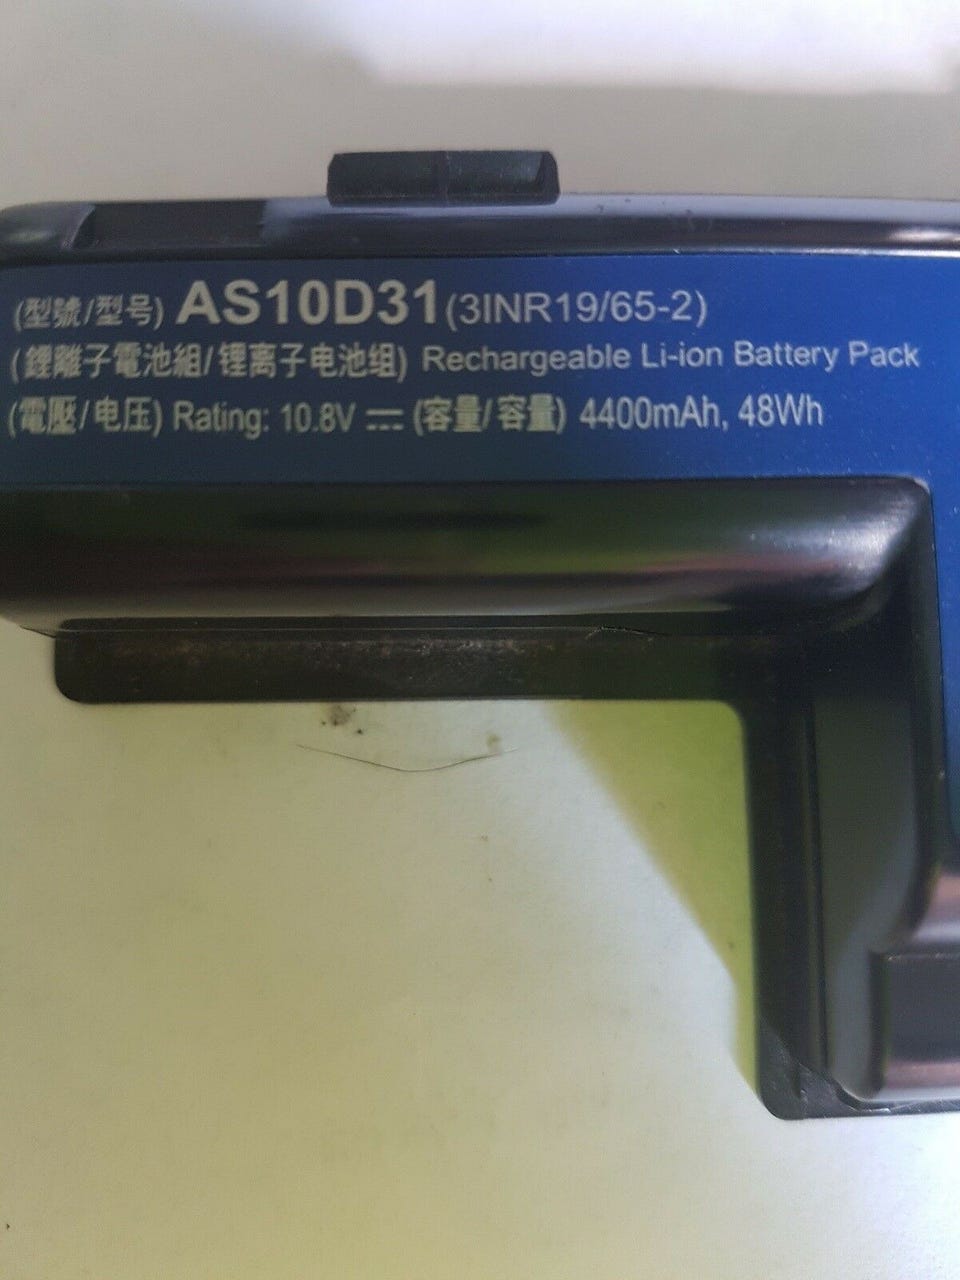 (型號/型号) AS10D31(3INR19/65-2)
(鋰離子電池組/锂离子电池组) Rechargeable Li-ion Battery Pack
(電壓/电压) Rating: 10.8V ⎓ (容量/容量) 4400mAh, 48Wh